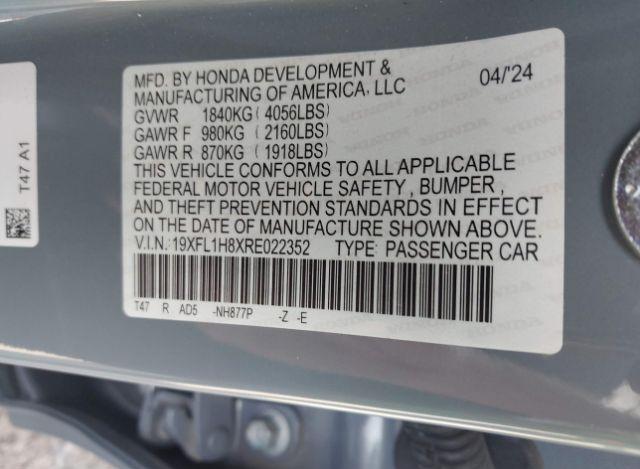 MFD. BY HONDA DEVELOPMENT &
MANUFACTURING OF AMERICA. LLC 04/'24
GVWR 1840KG ( 4056LBS)
GAWR F 980KG ( 2160LBS)
GAWR R 870KG ( 1918LBS)
THIS VEHICLE CONFORMS TO ALL APPLICABLE
FEDERAL MOTOR VEHICLE SAFETY , BUMPER ,
AND THEFT PREVENTION STANDARDS IN EFFECT
ON THE DATE OF MANUFACTURE SHOWN ABOVE.
V.I.N.:19XFL1H8XRE022352 TYPE: PASSENGER CAR
T47 R AD5 -NH877P -Z -E
T47 A1